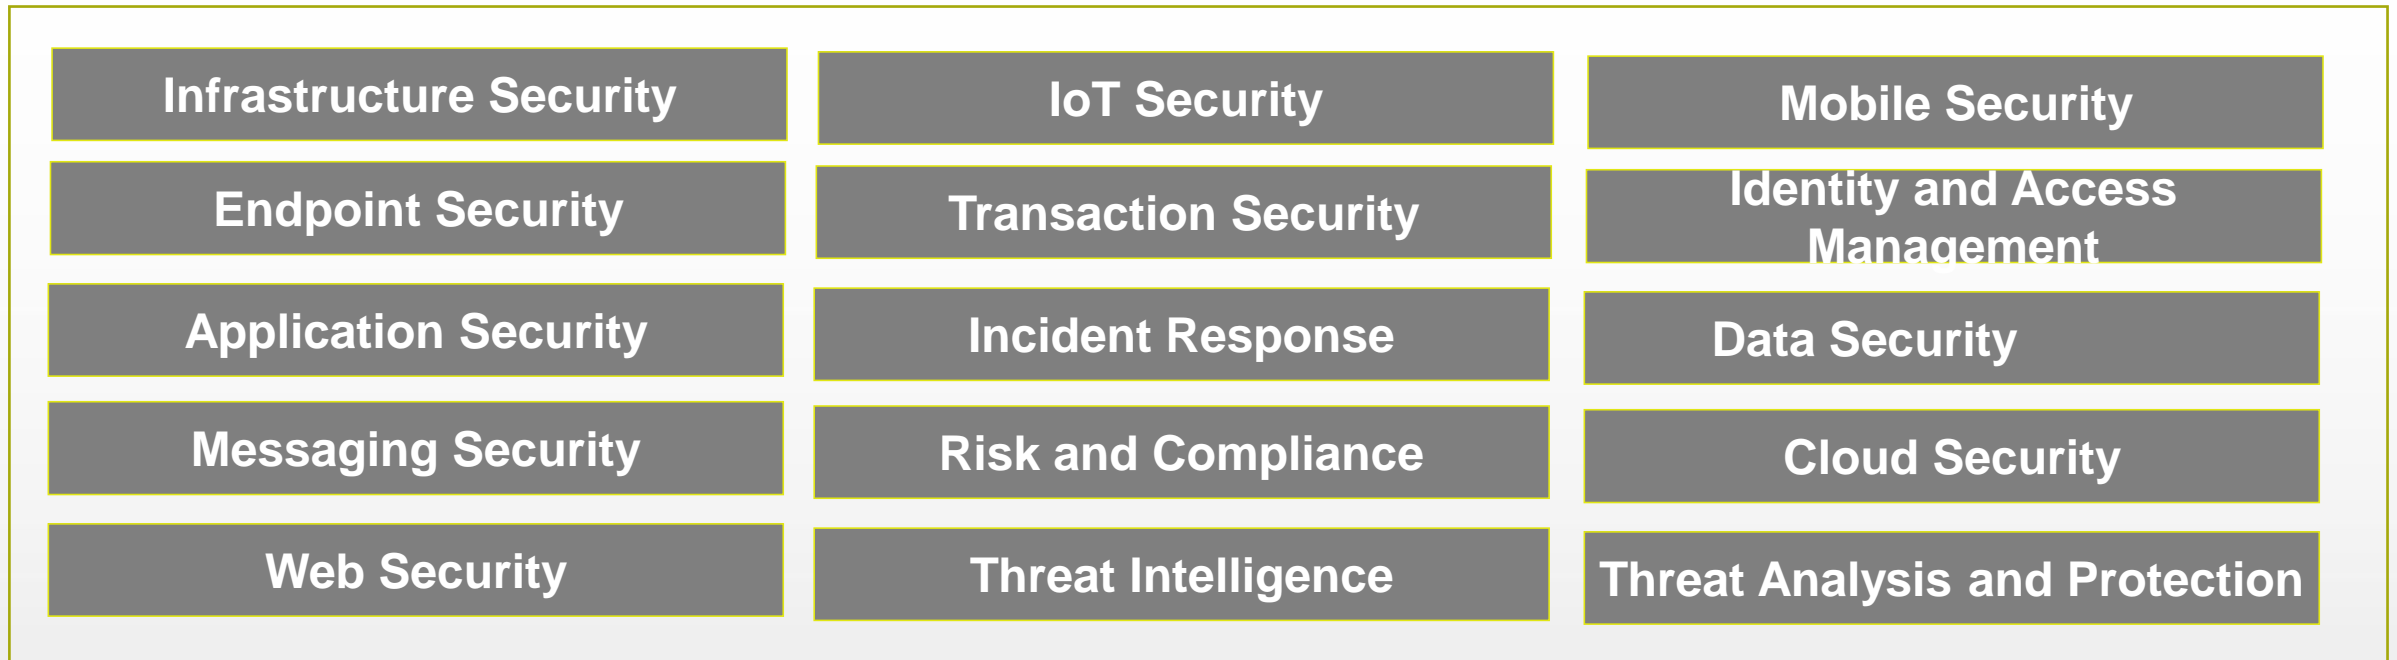 Infrastructure Security
IoT Security
Mobile Security
Endpoint Security
Transaction Security
Identity and Access
Management
Application Security
Incident Response
Data Security
Messaging Security
Risk and Compliance
Cloud Security
Web Security
Threat Intelligence
Threat Analysis and Protection